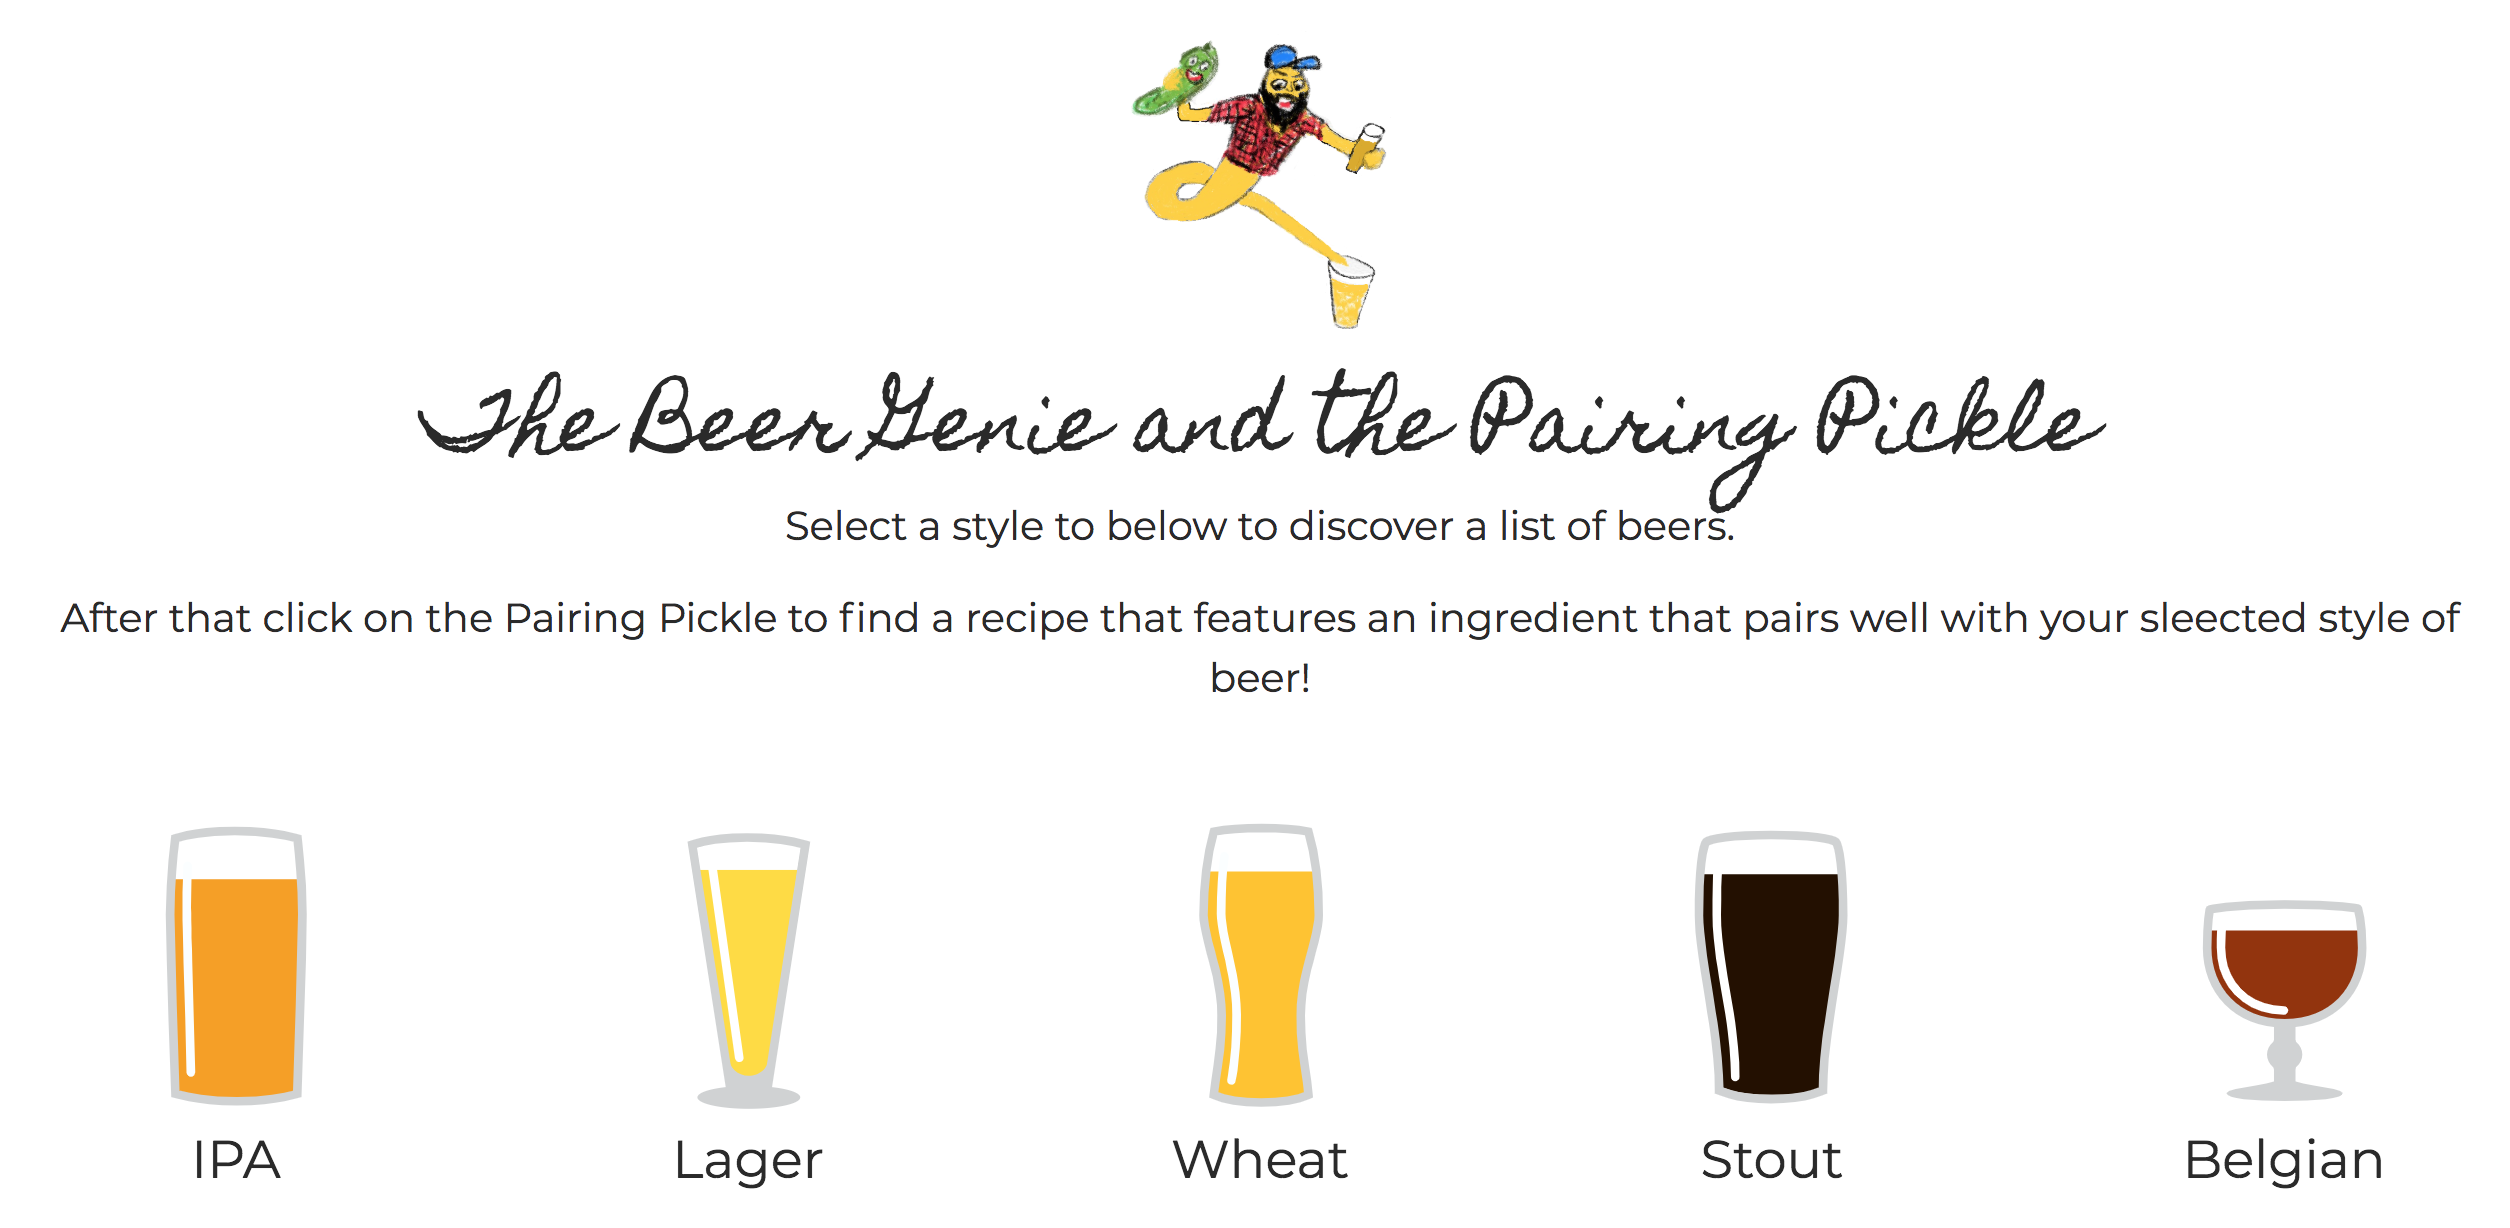 The Beer Genie and the Pairing Pickle
Select a style to below to discover a list of beers.
After that click on the Pairing Pickle to find a recipe that features an ingredient that pairs well with your sleected style of
beer!
IPA
Lager
Wheat
Stout
Belgian